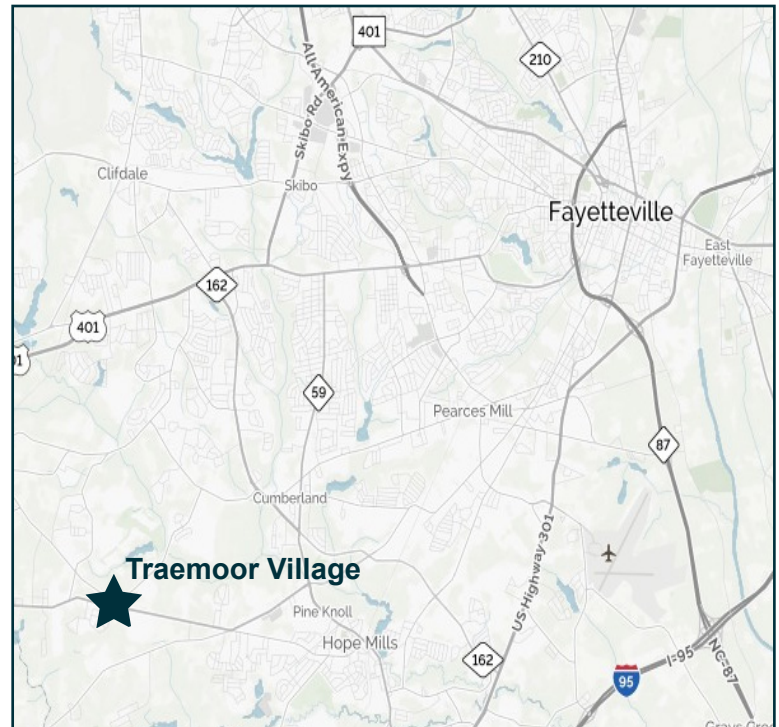 401
210
All American Expy
Skibo Rd
Clifdale
Skibo
Fayetteville
East
Fayetteville
162
401
59
Pearces Mill
87
Cumberland
US Highway 301
Traemoor Village
Pine Knoll
Hope Mills
162
I-95
NC-87
95